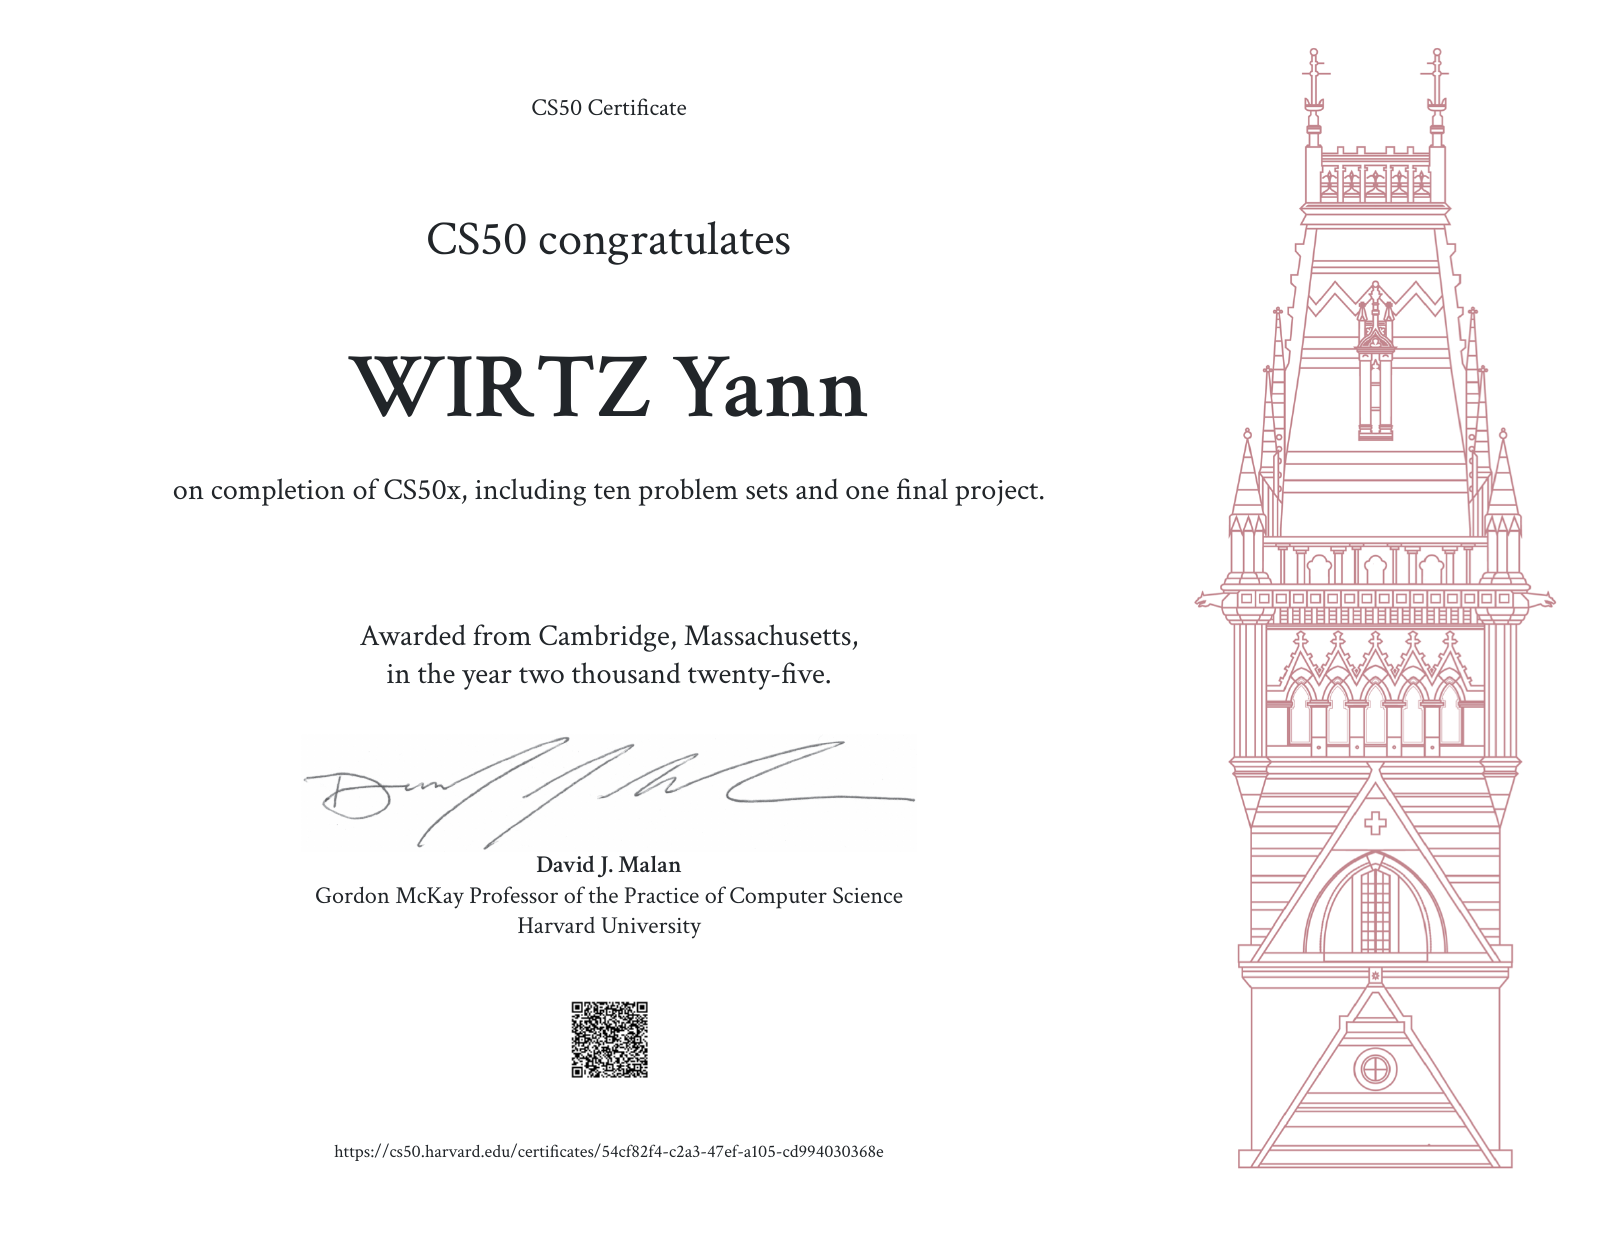 CS50 Certificate
CS50 congratulates
WIRTZ Yann
on completion of CS50x, including ten problem sets and one final project.
Awarded from Cambridge, Massachusetts,
in the year two thousand twenty-five.
David J. Malan
Gordon McKay Professor of the Practice of Computer Science
Harvard University
https://cs50.harvard.edu/certificates/54cf82f4-c2a3-47ef-a105-cd994030368e